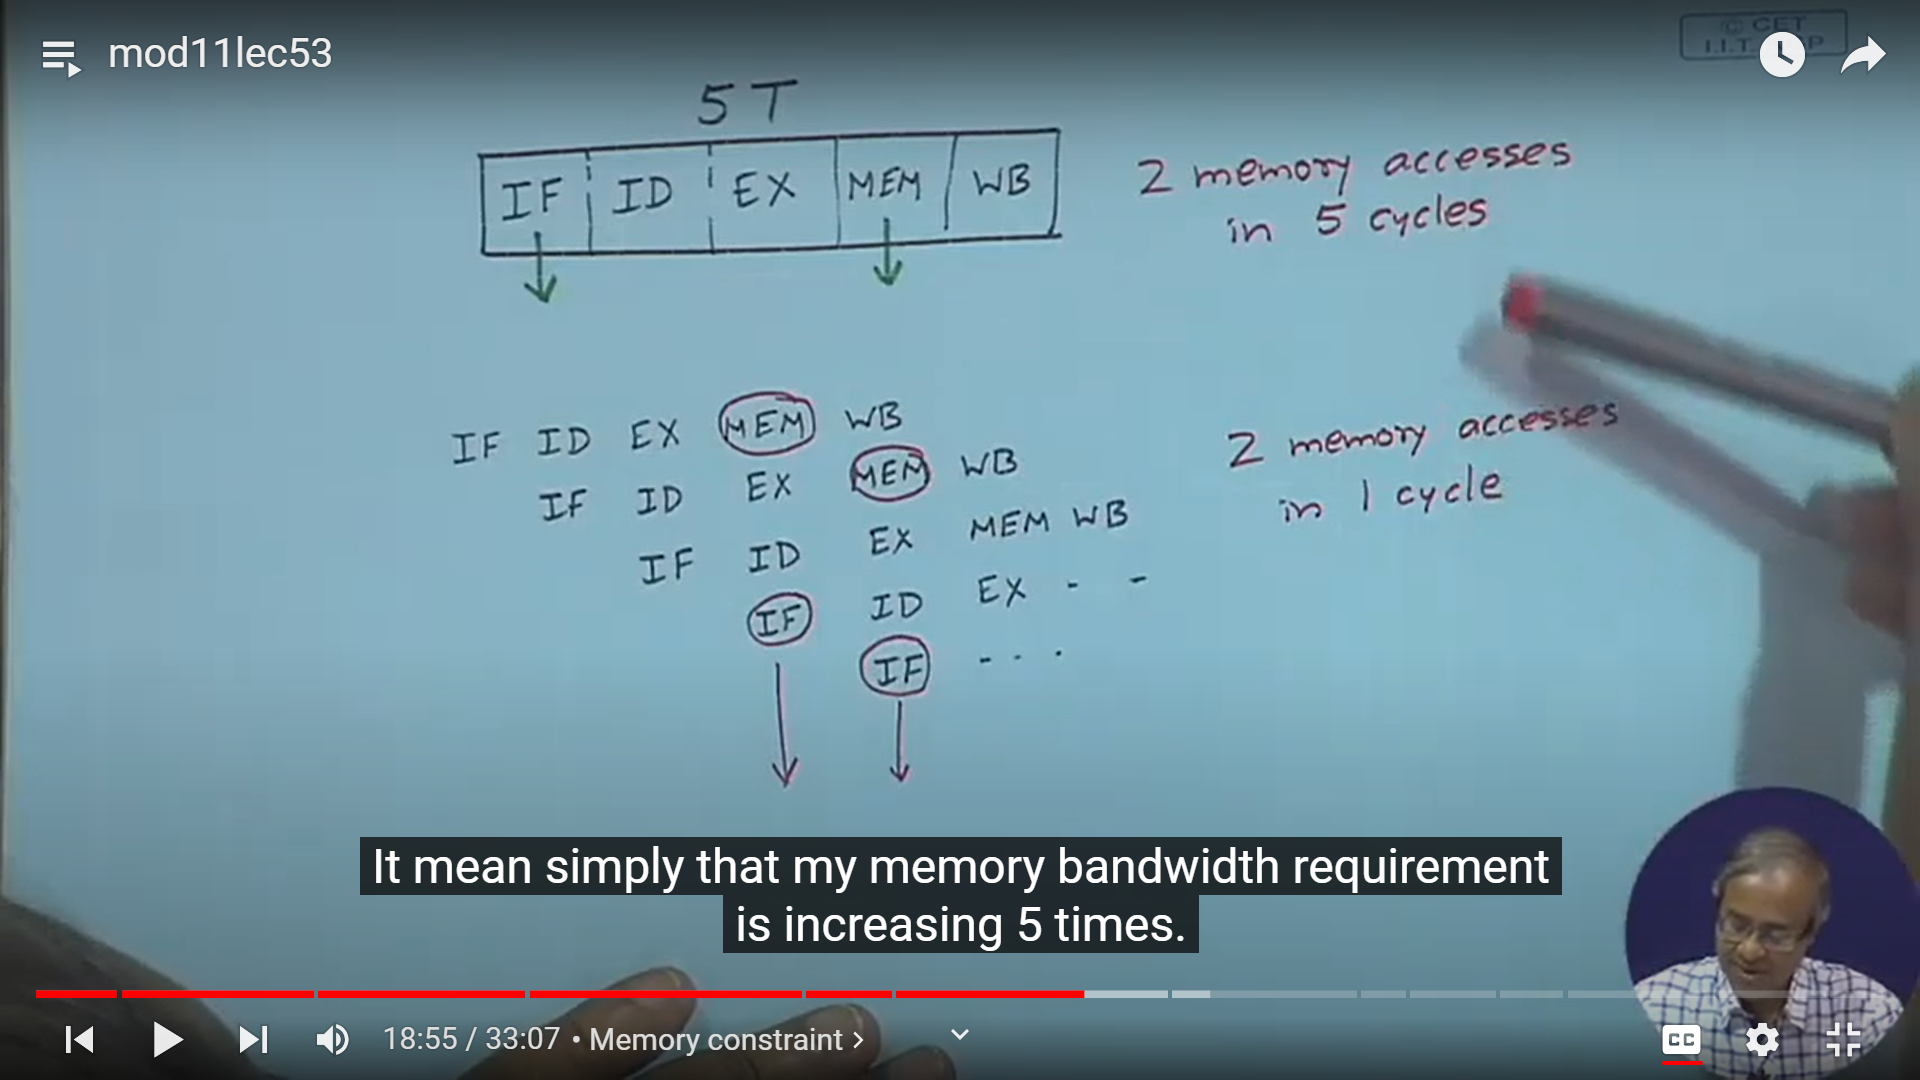 mod11lec53
© CET
I.I.T.
5T
IF ID EX MEM WB
2 memory accesses
in 5 cycles
IF ID EX MEM WB
IF ID EX MEM WB
IF ID EX MEM WB
IF ID EX - -
IF - - -
2 memory accesses
in 1 cycle
It mean simply that my memory bandwidth requirement
is increasing 5 times.
18:55 / 33:07 • Memory constraint >
CC